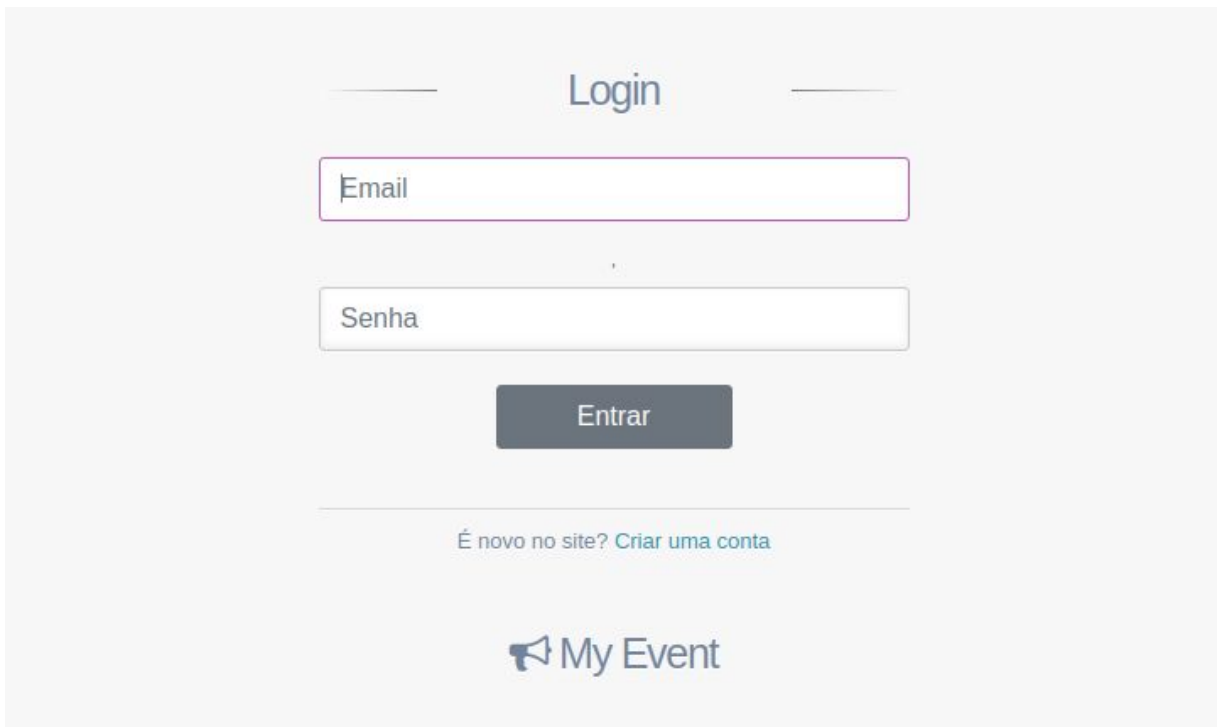 Login
Email
'
Senha
Entrar
É novo no site? Criar uma conta
My Event